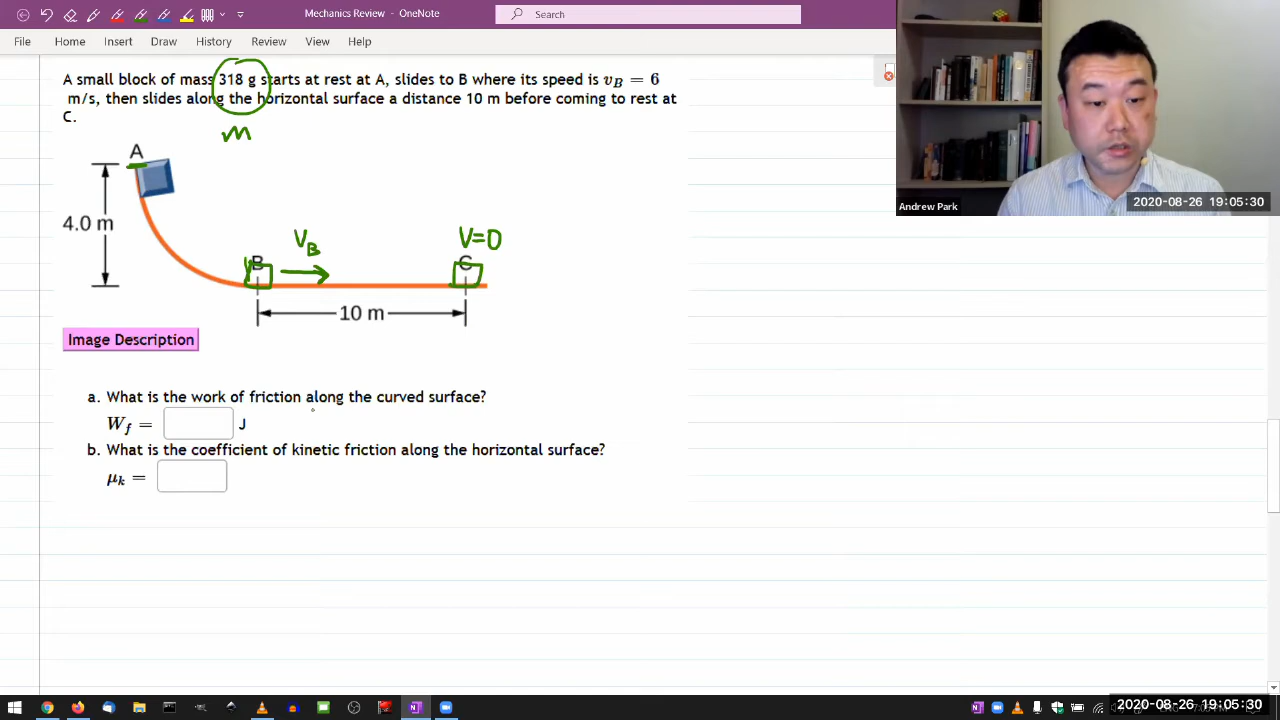 Mechanics Review - OneNote
Search
File Home Insert Draw History Review View Help
A small block of mass 318 g starts at rest at A, slides to B where its speed is v_B = 6
m/s, then slides along the horizontal surface a distance 10 m before coming to rest at
C.
m
A
4.0 m
V_B
V=0
B
C
10 m
Image Description
a. What is the work of friction along the curved surface?
W_f = J
b. What is the coefficient of kinetic friction along the horizontal surface?
μ_k =
Andrew Park
2020-08-26 19:05:30
2020-08-26 19:05:30